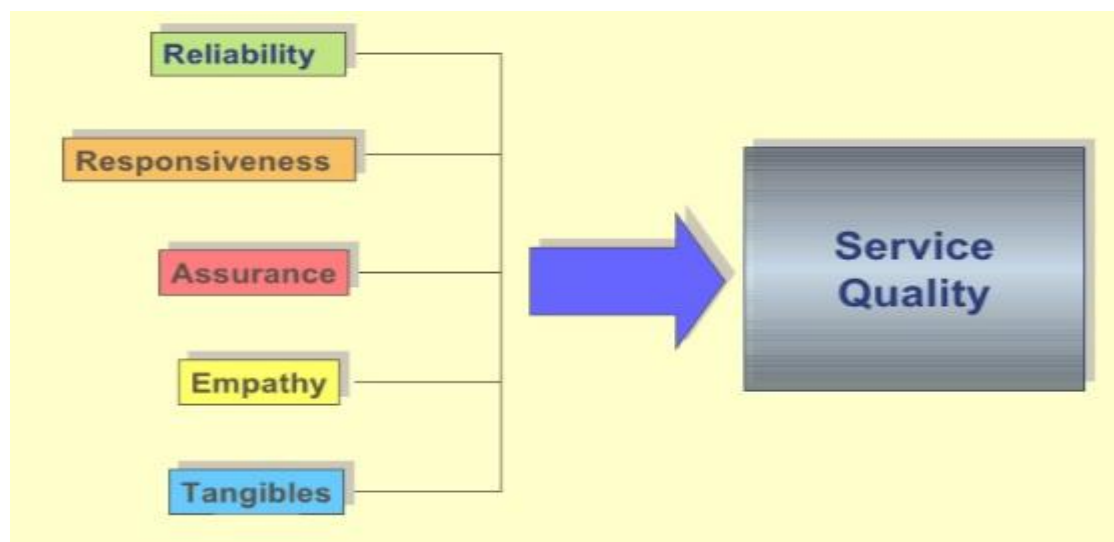 Reliability
Responsiveness
Assurance
Empathy
Tangibles
Service
Quality